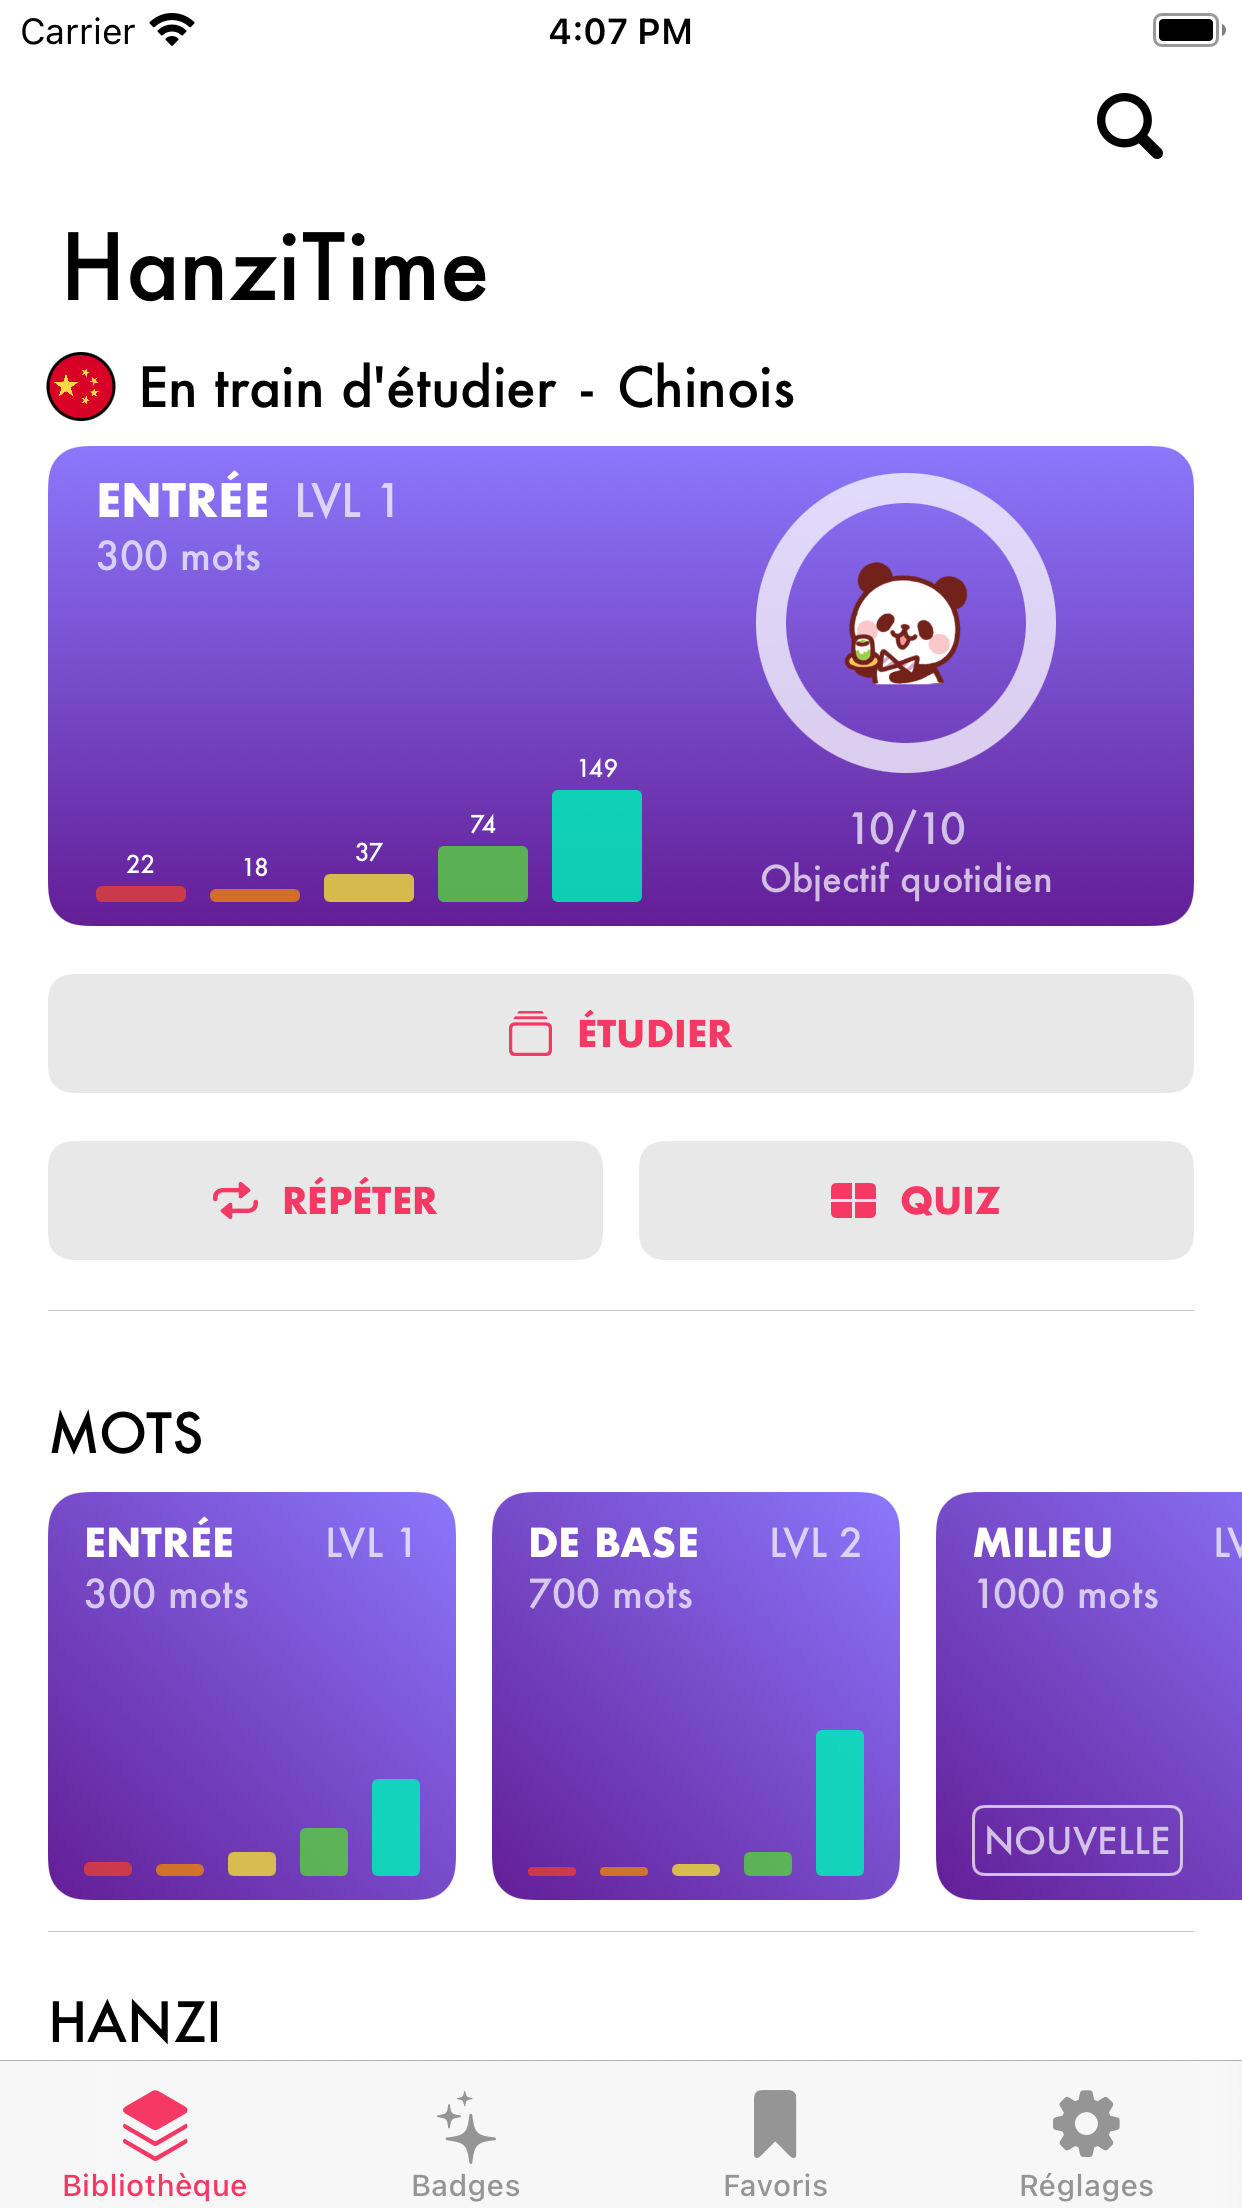 Carrier 4:07 PM
HanziTime
En train d'étudier - Chinois
ENTRÉE LVL 1
300 mots
22 18 37 74 149
10/10
Objectif quotidien
ÉTUDIER
RÉPÉTER QUIZ
MOTS
ENTRÉE LVL 1
300 mots
DE BASE LVL 2
700 mots
MILIEU
1000 mots
NOUVELLE
HANZI
Bibliothèque Badges Favoris Réglages